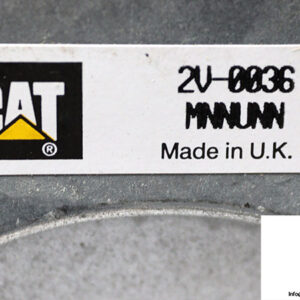 CAT
®
2V-0036
MNNUNN
Made in U.K.